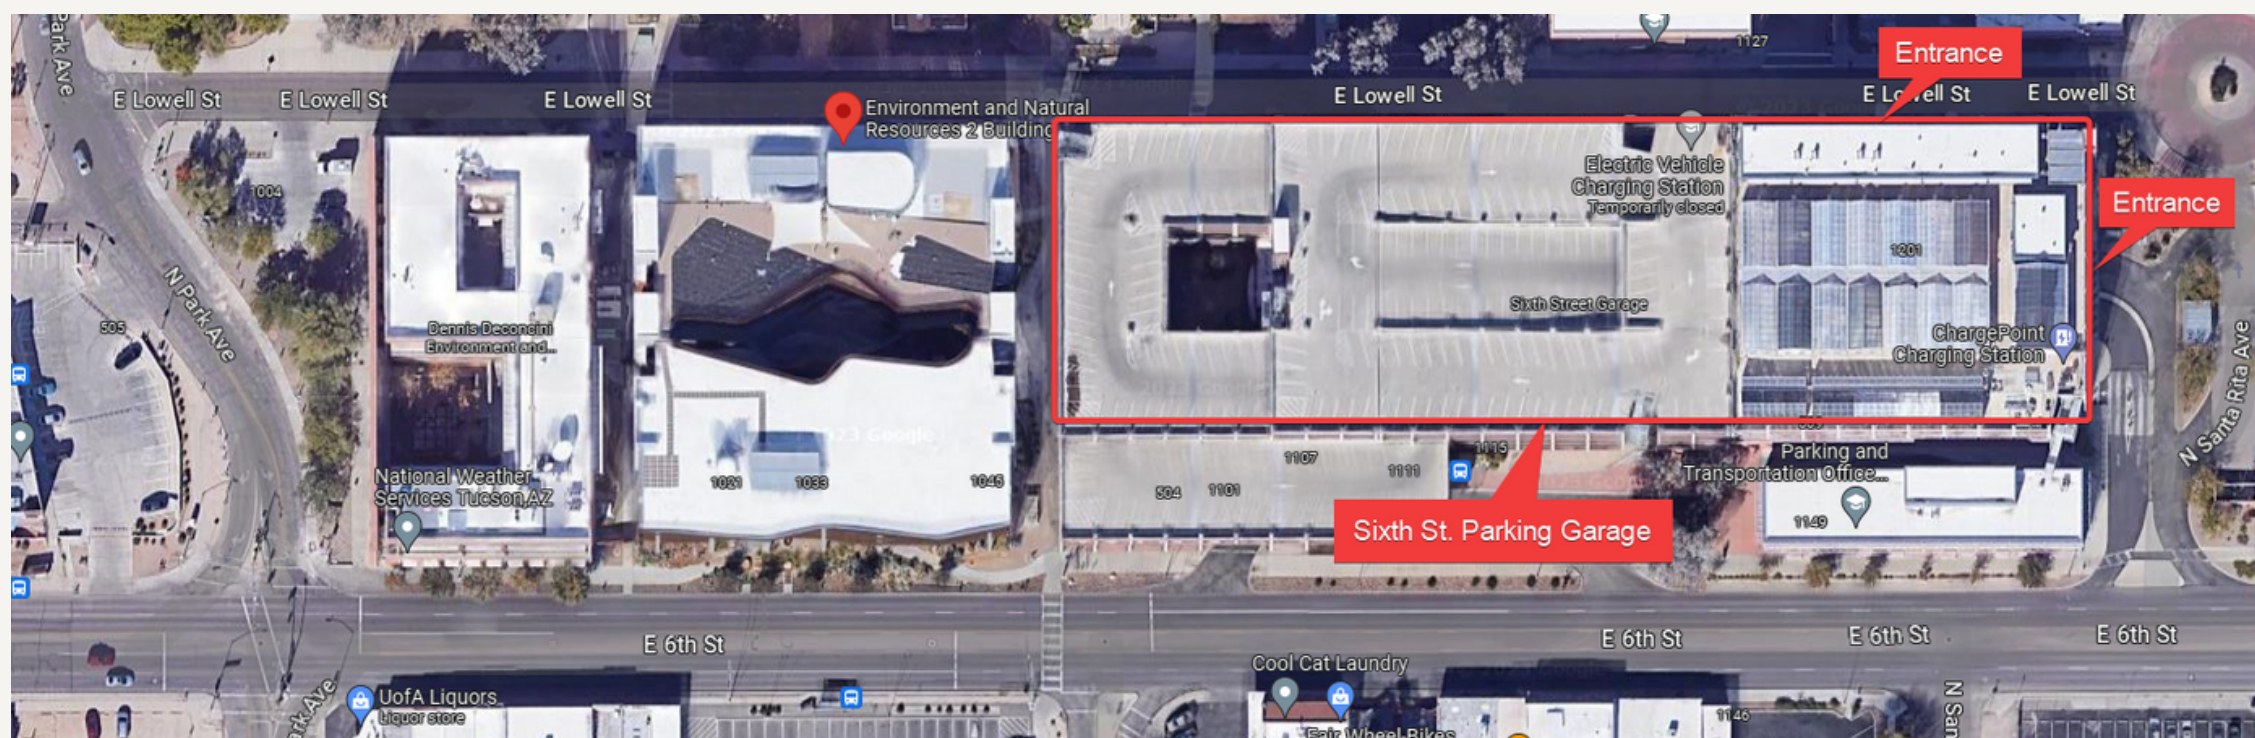 Park Ave
E Lowell St
E Lowell St
E Lowell St
E Lowell St
E Lowell St
E Lowell St
1127
Entrance
Environment and Natural
Resources 2 Building
Electric Vehicle
Charging Station
Temporarily closed
Entrance
1004
N Park Ave
505
1201
Sixth Street Garage
Dennis Deconcini
Environment and...
ChargePoint
Charging Station
N Santa Rita Ave
2023 Google
National Weather
Services Tucson,AZ
1021
1033
1045
1107
1111
1115
504
1101
Parking and
Transportation Office...
1149
Sixth St. Parking Garage
E 6th St
E 6th St
E 6th St
E 6th St
Cool Cat Laundry
UofA Liquors
Liquor store
Fair Wheel Bikes
1146
N San